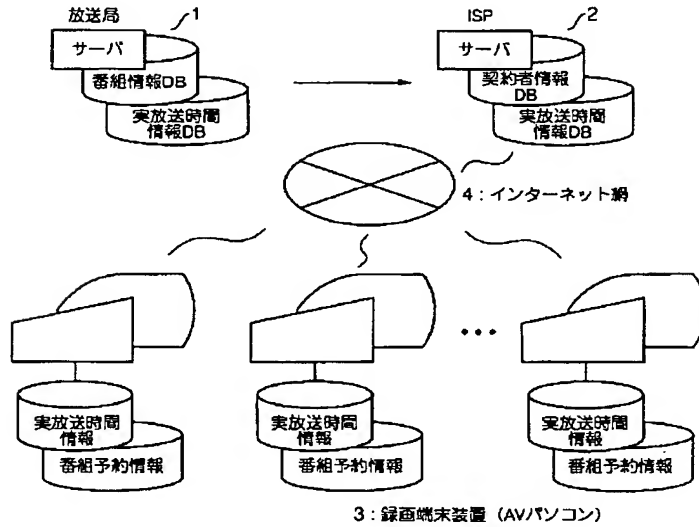 放送局
1
サーバ
番組情報DB
実放送時間
情報DB
ISP
2
サーバ
契約者情報
DB
実放送時間
情報DB
4：インターネット網
実放送時間
情報
番組予約情報
実放送時間
情報
番組予約情報
実放送時間
情報
番組予約情報
3：録画端末装置（AVパソコン）